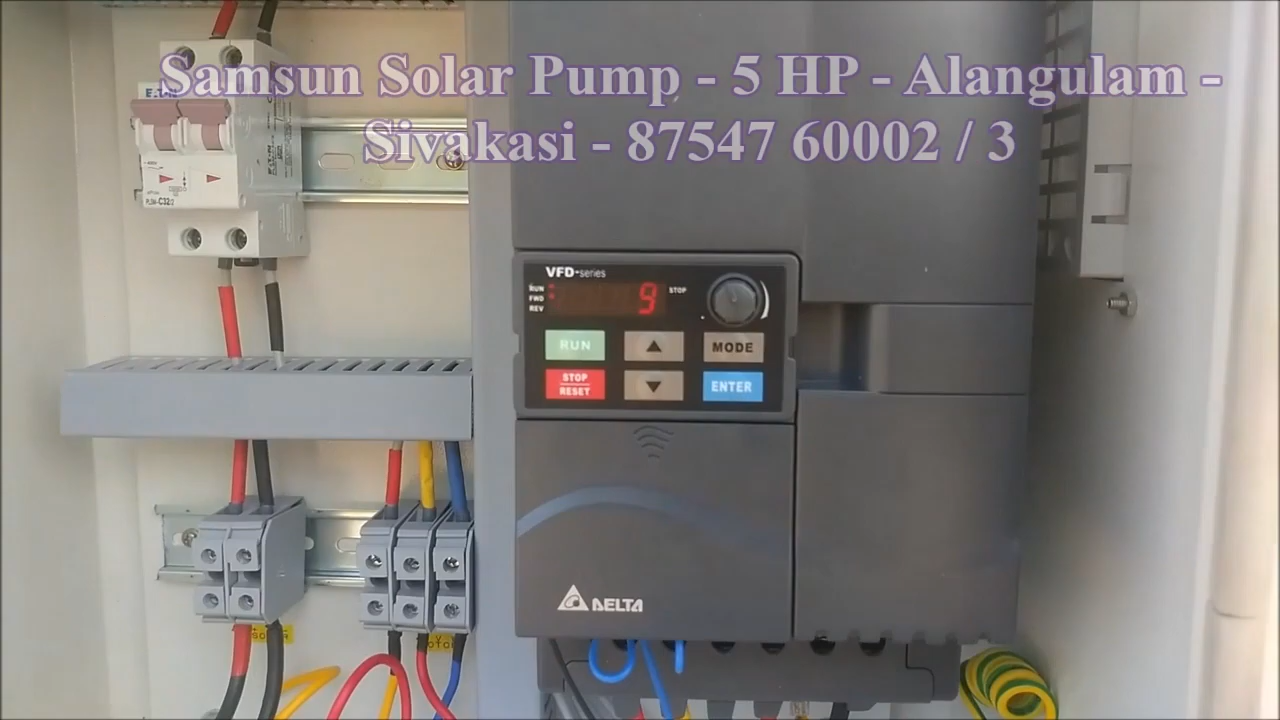 Samsun Solar Pump - 5 HP - Alangulam -
Sivakasi - 87547 60002 / 3
VFD-series
RUN
FWD
REV
9
STOP
RUN
MODE
STOP
RESET
ENTER
DELTA